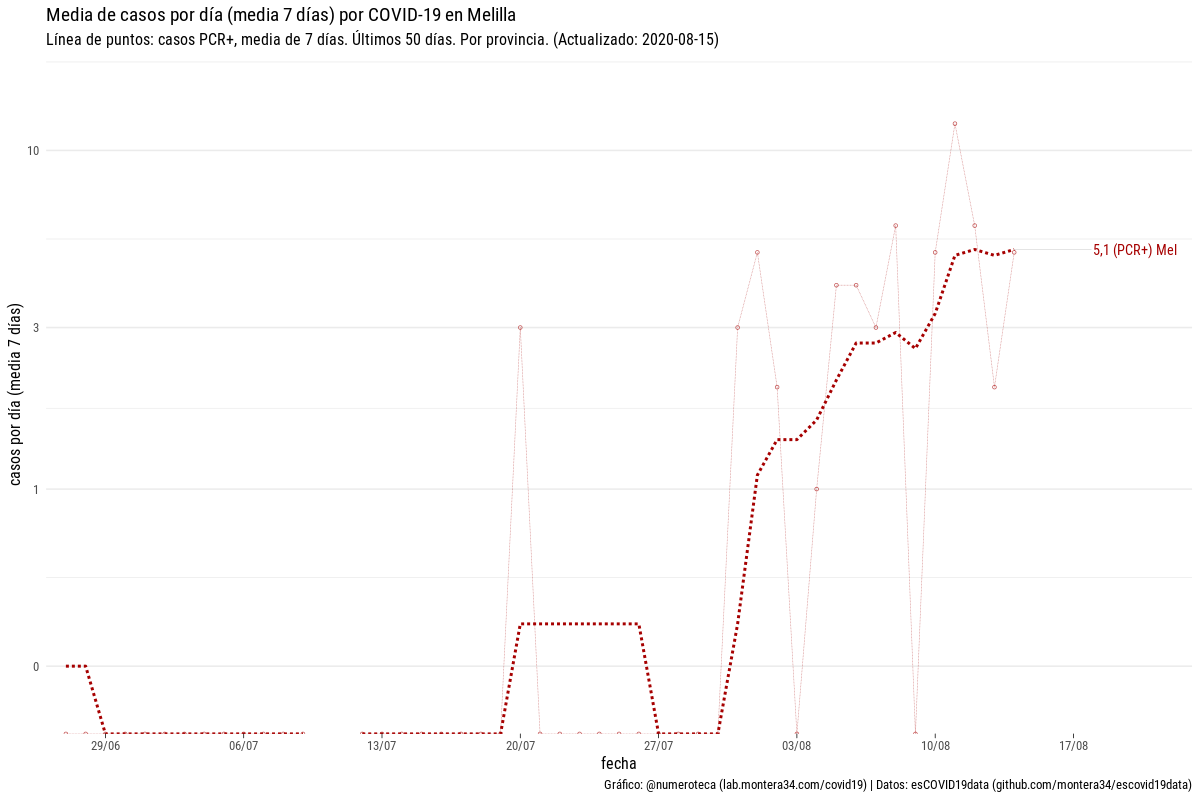 Media de casos por día (media 7 días) por COVID-19 en Melilla
Línea de puntos: casos PCR+, media de 7 días. Últimos 50 días. Por provincia. (Actualizado: 2020-08-15)
casos por día (media 7 días)
10
3
1
0
5,1 (PCR+) Mel
29/06
06/07
13/07
20/07
27/07
03/08
10/08
17/08
fecha
Gráfico: @numeroteca (lab.montera34.com/covid19) | Datos: esCOVID19data (github.com/montera34/escovid19data)